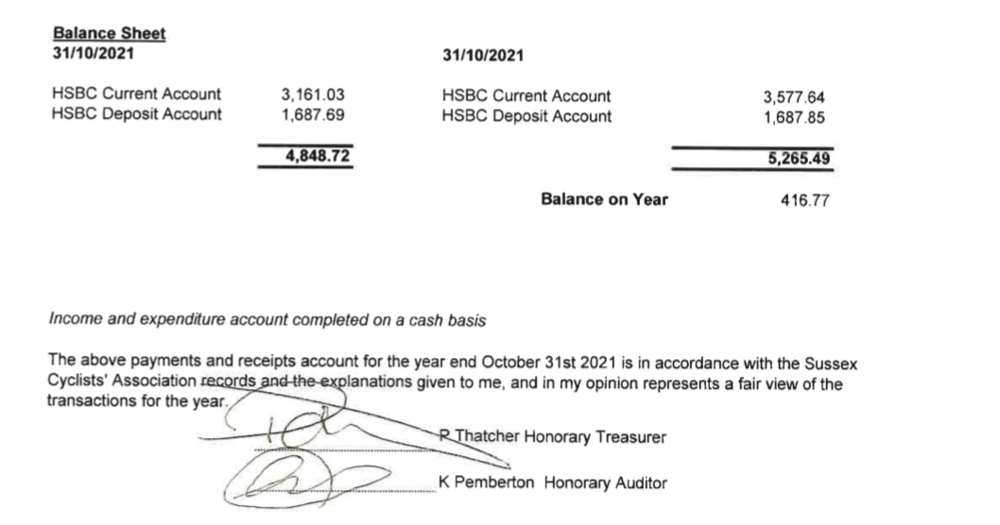 Balance Sheet
31/10/2021 31/10/2021
HSBC Current Account 3,161.03 HSBC Current Account 3,577.64
HSBC Deposit Account 1,687.69 HSBC Deposit Account 1,687.85
4,848.72 5,265.49
Balance on Year 416.77
Income and expenditure account completed on a cash basis
The above payments and receipts account for the year end October 31st 2021 is in accordance with the Sussex
Cyclists' Association records and the explanations given to me, and in my opinion represents a fair view of the
transactions for the year.
P Thatcher Honorary Treasurer
K Pemberton Honorary Auditor